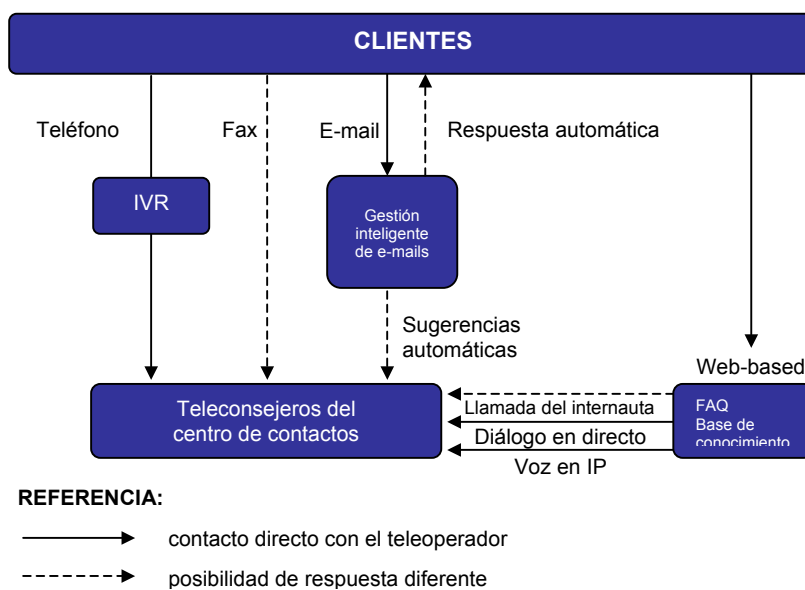 CLIENTES
Teléfono
Fax
E-mail
Respuesta automática
IVR
Gestión
inteligente
de e-mails
Sugerencias
automáticas
Web-based
Teleconsejeros del
centro de contactos
Llamada del internauta
Diálogo en directo
Voz en IP
FAQ
Base de
conocimiento
REFERENCIA:
contacto directo con el teleoperador
posibilidad de respuesta diferente